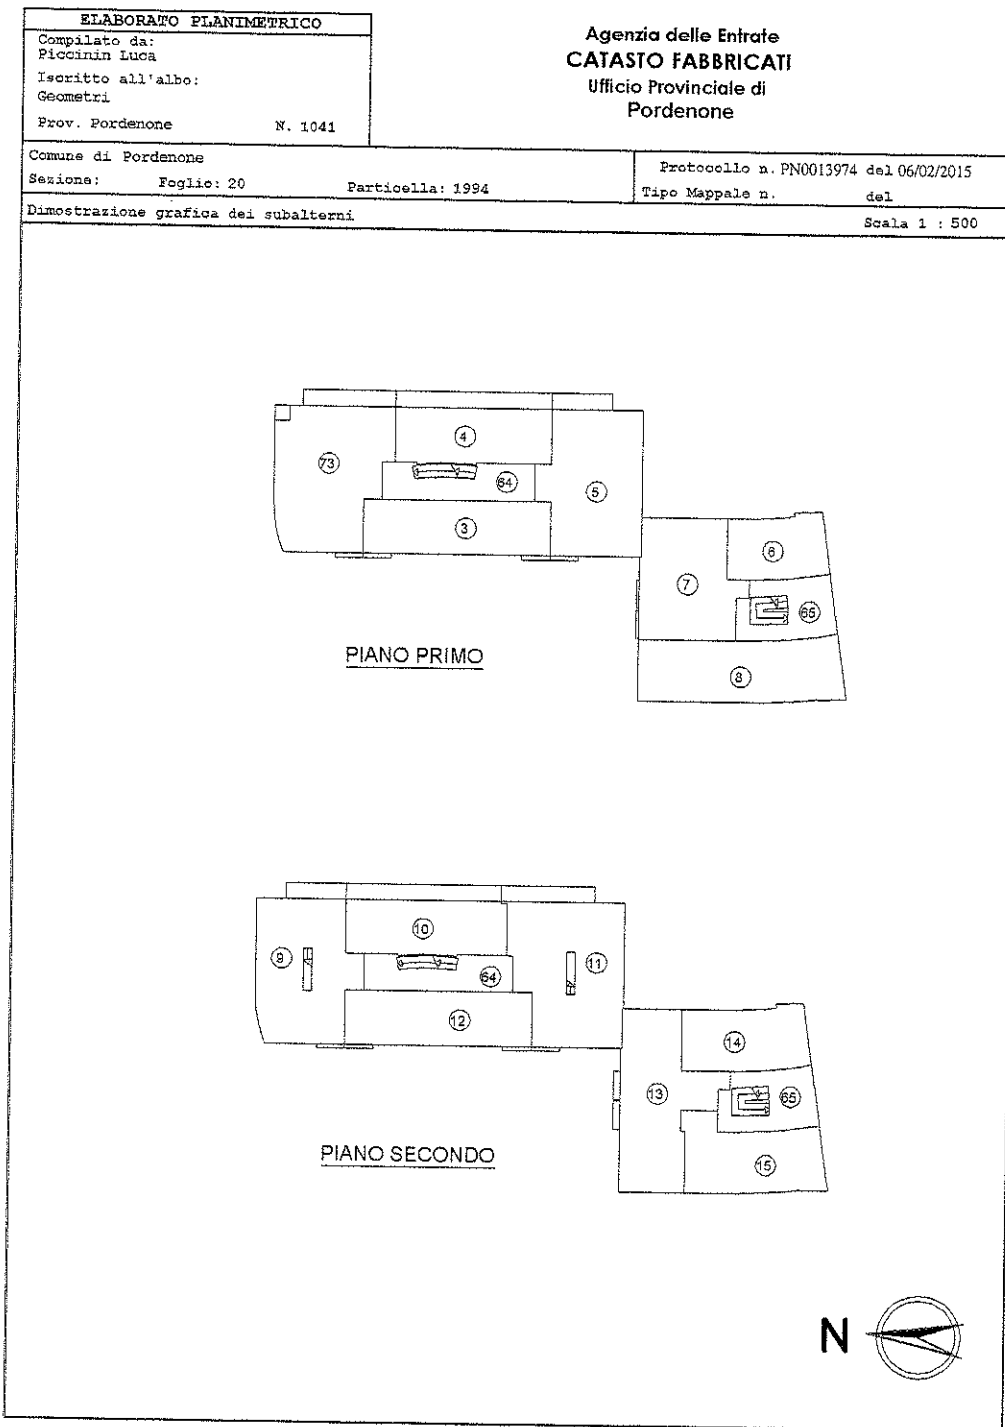 ELABORATO PLANIMETRICO
Compilato da:
Piccinin Luca
Iscritto all'albo:
Geometri
Prov. Pordenone N. 1041
Agenzia delle Entrate
CATASTO FABBRICATI
Ufficio Provinciale di
Pordenone
Comune di Pordenone
Sezione: Foglio: 20 Particella: 1994
Protocollo n. PN0013974 del 06/02/2015
Tipo Mappale n. del
Dimostrazione grafica dei subalterni Scala 1 : 500
4
73
64
5
3
6
7
65
8
PIANO PRIMO
10
9
11
64
12
14
13
65
15
PIANO SECONDO
N